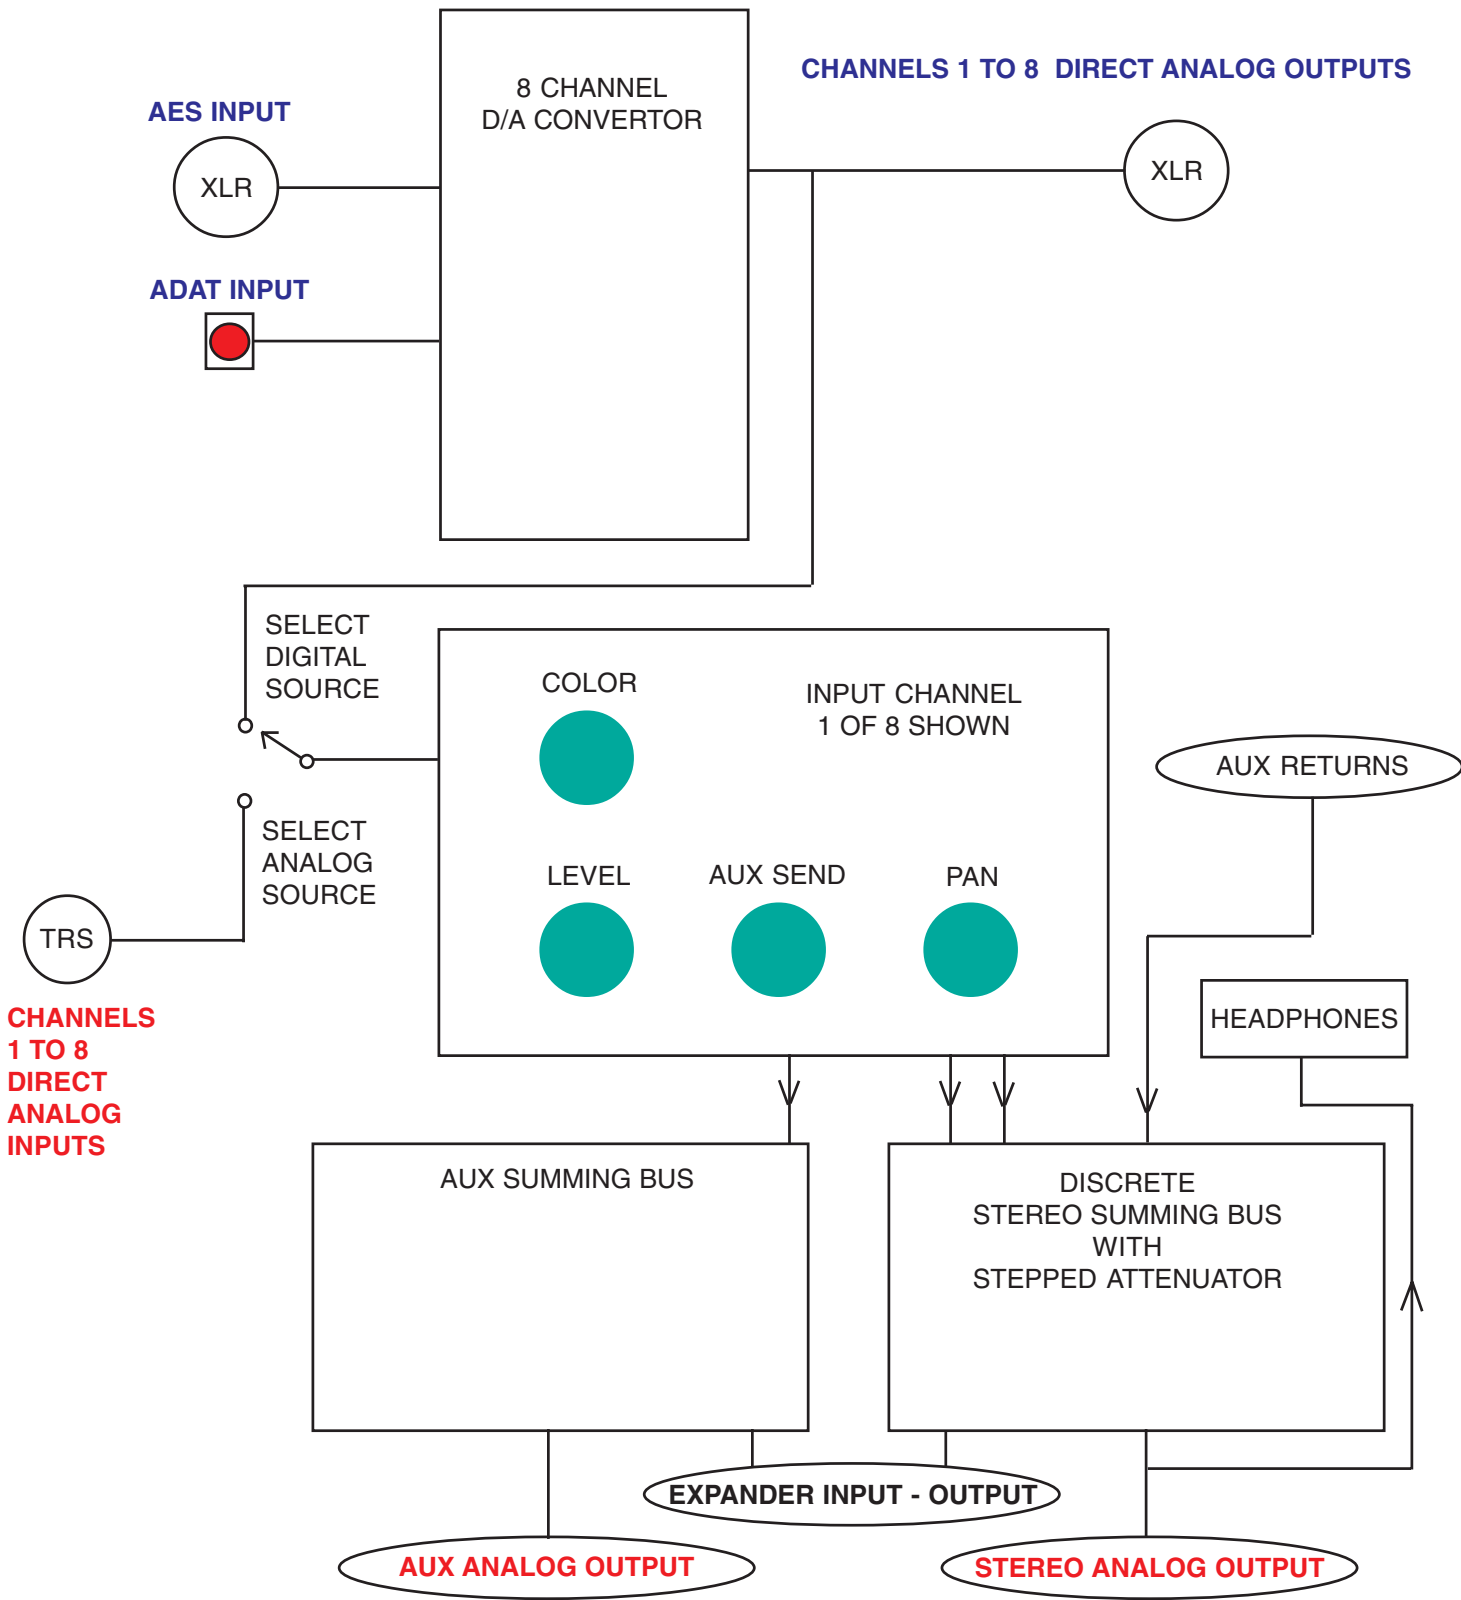 8 CHANNEL
D/A CONVERTOR
CHANNELS 1 TO 8  DIRECT ANALOG OUTPUTS
AES INPUT
XLR
XLR
ADAT INPUT
SELECT
DIGITAL
SOURCE
COLOR
INPUT CHANNEL
1 OF 8 SHOWN
AUX RETURNS
SELECT
ANALOG
SOURCE
LEVEL
AUX SEND
PAN
TRS
CHANNELS
1 TO 8
DIRECT
ANALOG
INPUTS
HEADPHONES
AUX SUMMING BUS
DISCRETE
STEREO SUMMING BUS
WITH
STEPPED ATTENUATOR
EXPANDER INPUT - OUTPUT
AUX ANALOG OUTPUT
STEREO ANALOG OUTPUT